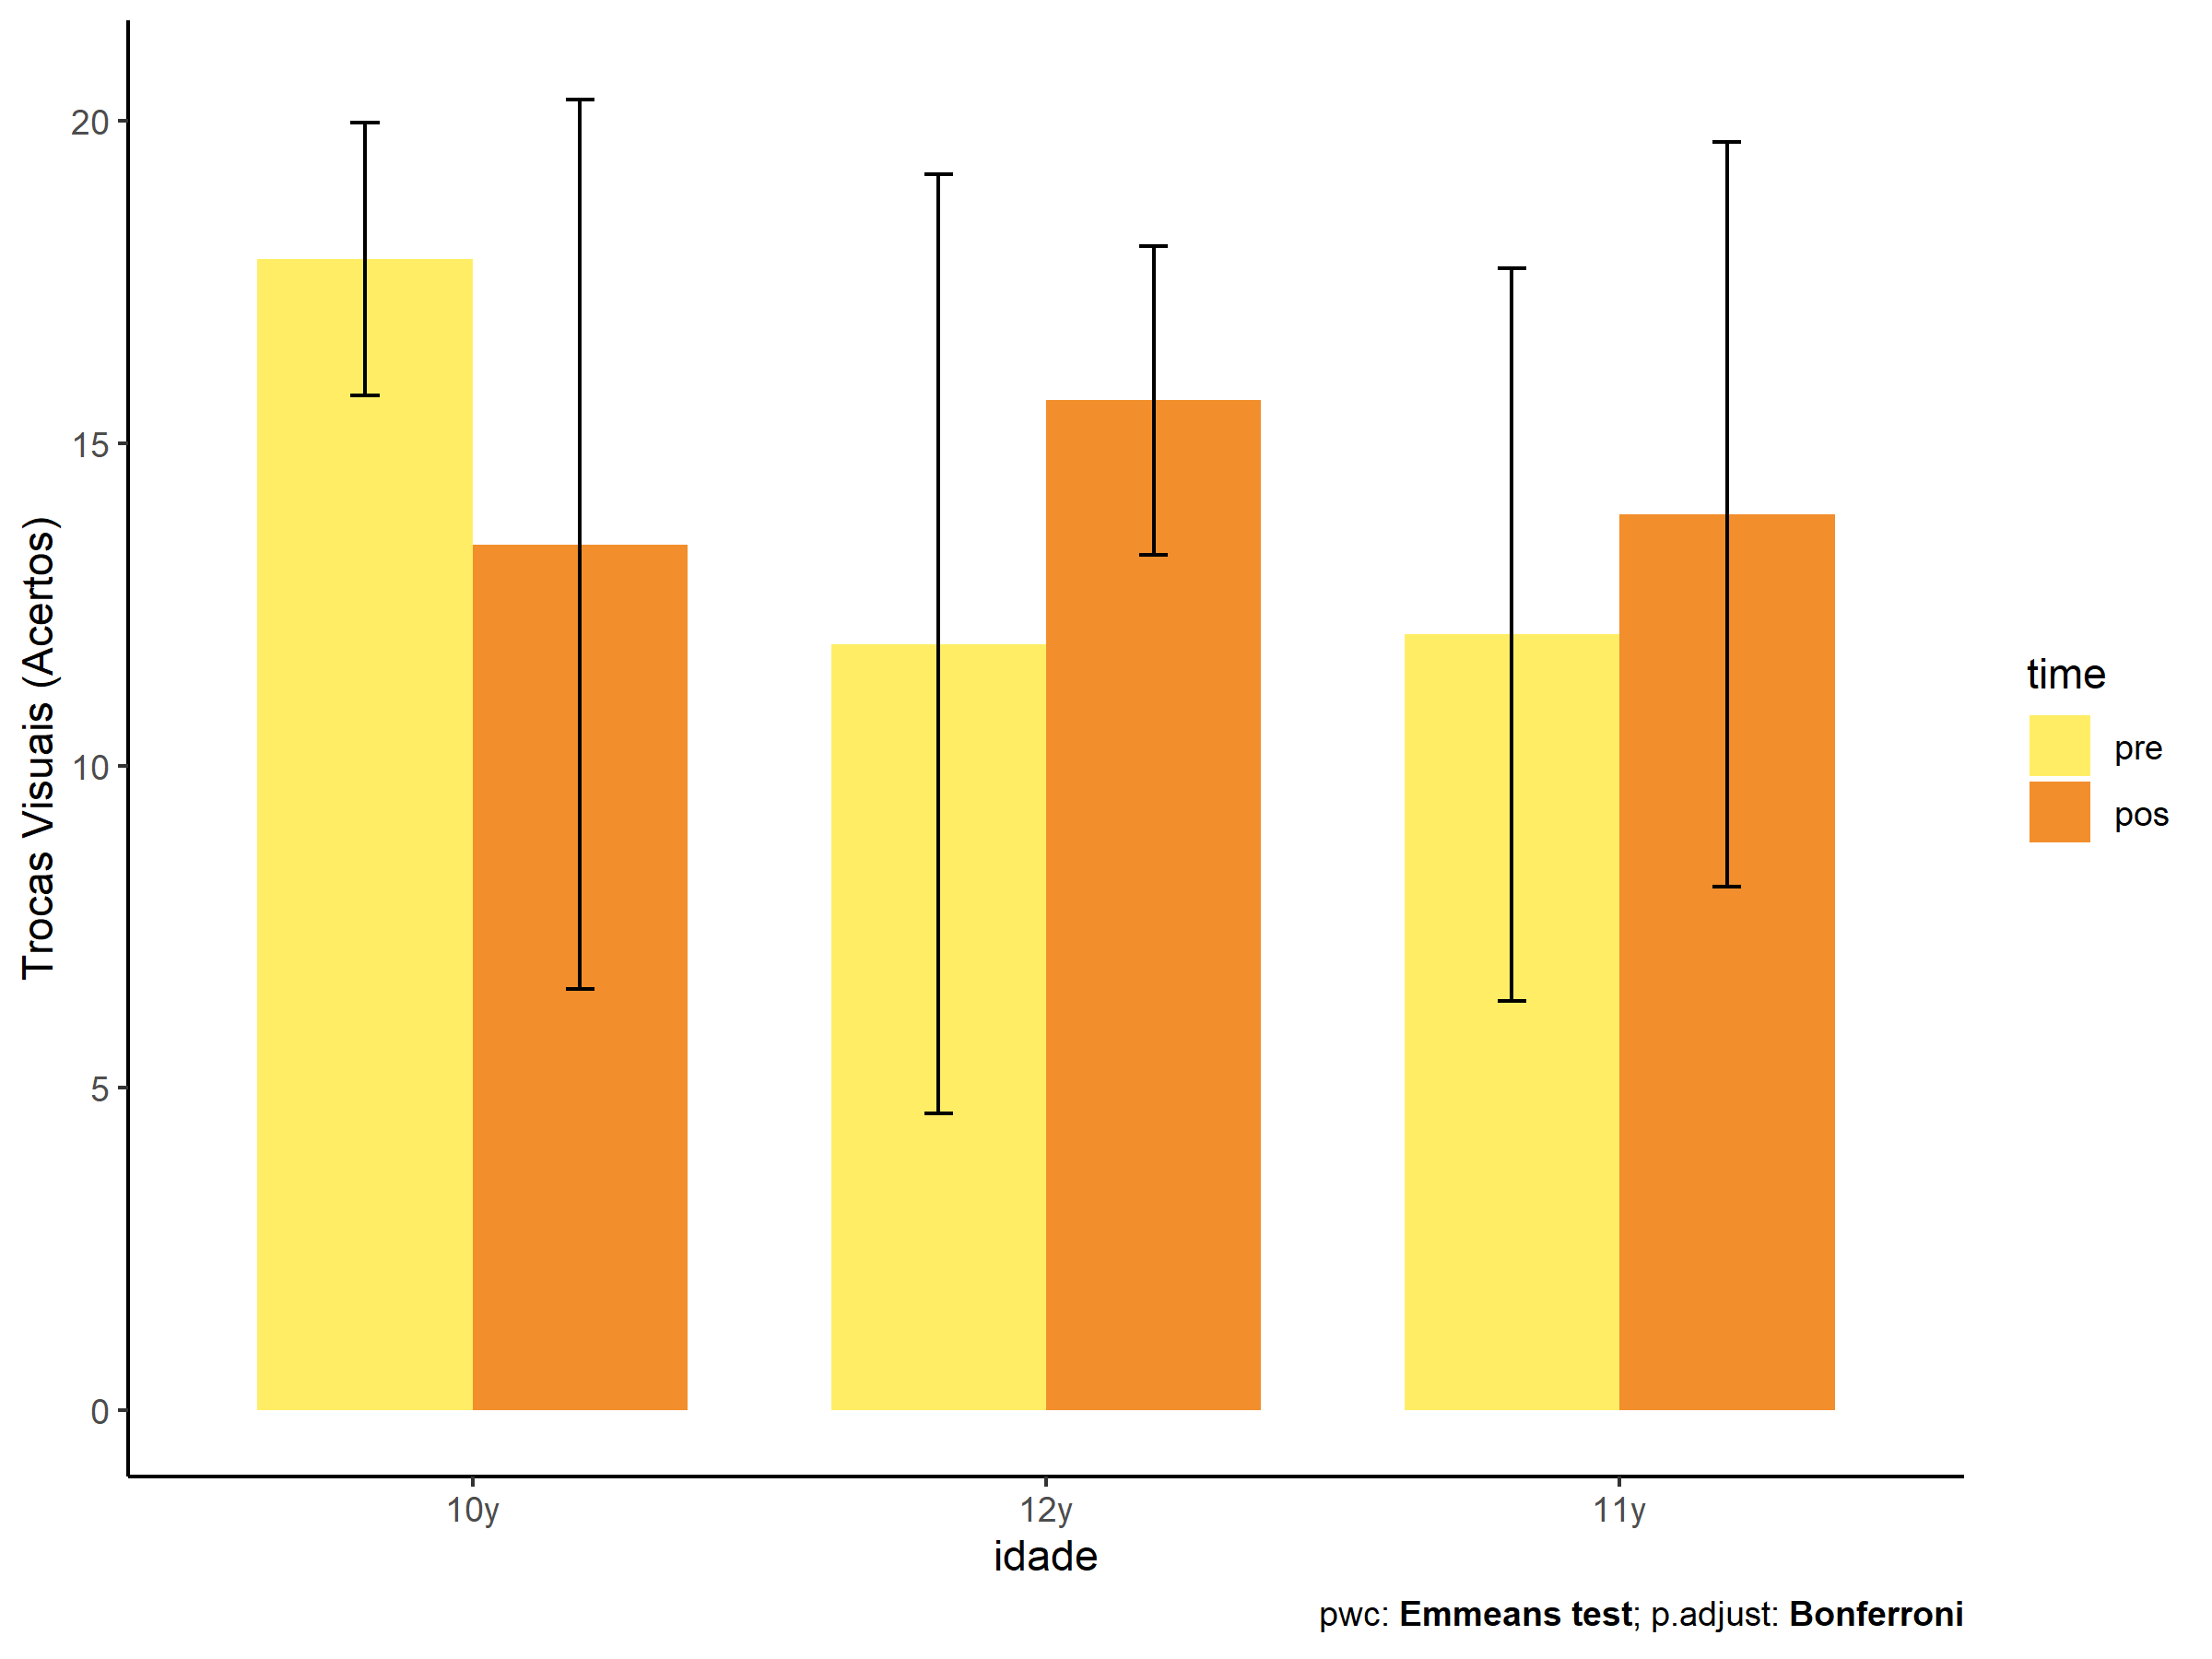 Trocas Visuais (Acertos)
20
15
10
5
0
10y
12y
11y
idade
time
pre
pos
pwc: Emmeans test; p.adjust: Bonferroni